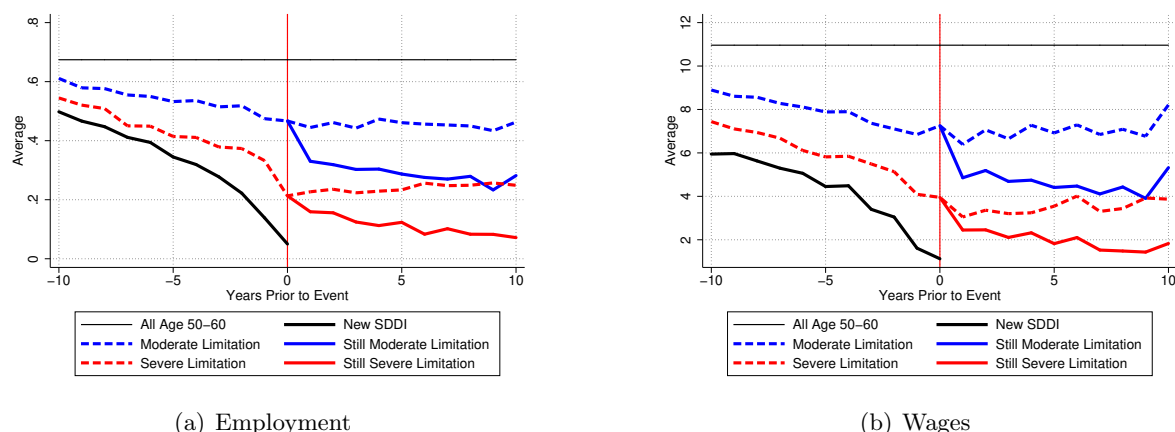 .8
.6
.4
.2
0
Average
−10 −5 0 5 10
Years Prior to Event
All Age 50−60 New SDDI
Moderate Limitation Still Moderate Limitation
Severe Limitation Still Severe Limitation
(a) Employment
12
10
8
6
4
2
Average
−10 −5 0 5 10
Years Prior to Event
All Age 50−60 New SDDI
Moderate Limitation Still Moderate Limitation
Severe Limitation Still Severe Limitation
(b) Wages